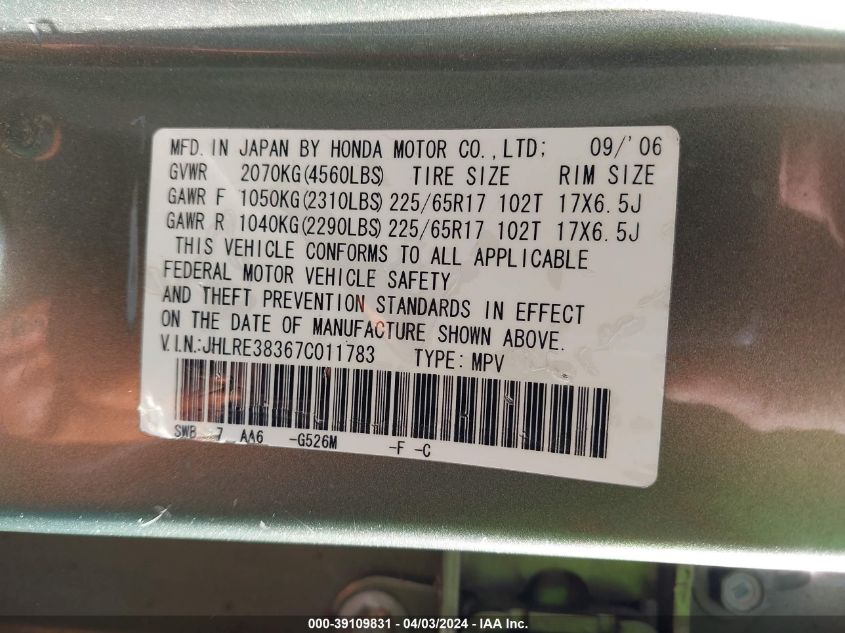 MFD. IN JAPAN BY HONDA MOTOR CO., LTD; 09/'06
GVWR 2070KG(4560LBS) TIRE SIZE RIM SIZE
GAWR F 1050KG(2310LBS) 225/65R17 102T 17X6.5J
GAWR R 1040KG(2290LBS) 225/65R17 102T 17X6.5J
THIS VEHICLE CONFORMS TO ALL APPLICABLE
FEDERAL MOTOR VEHICLE SAFETY
AND THEFT PREVENTION STANDARDS IN EFFECT
ON THE DATE OF MANUFACTURE SHOWN ABOVE.
V.I.N.:JHLRE38367C011783 TYPE: MPV
SWB 7 AA6 -G526M -F -C
000-39109831 - 04/03/2024 - IAA Inc.